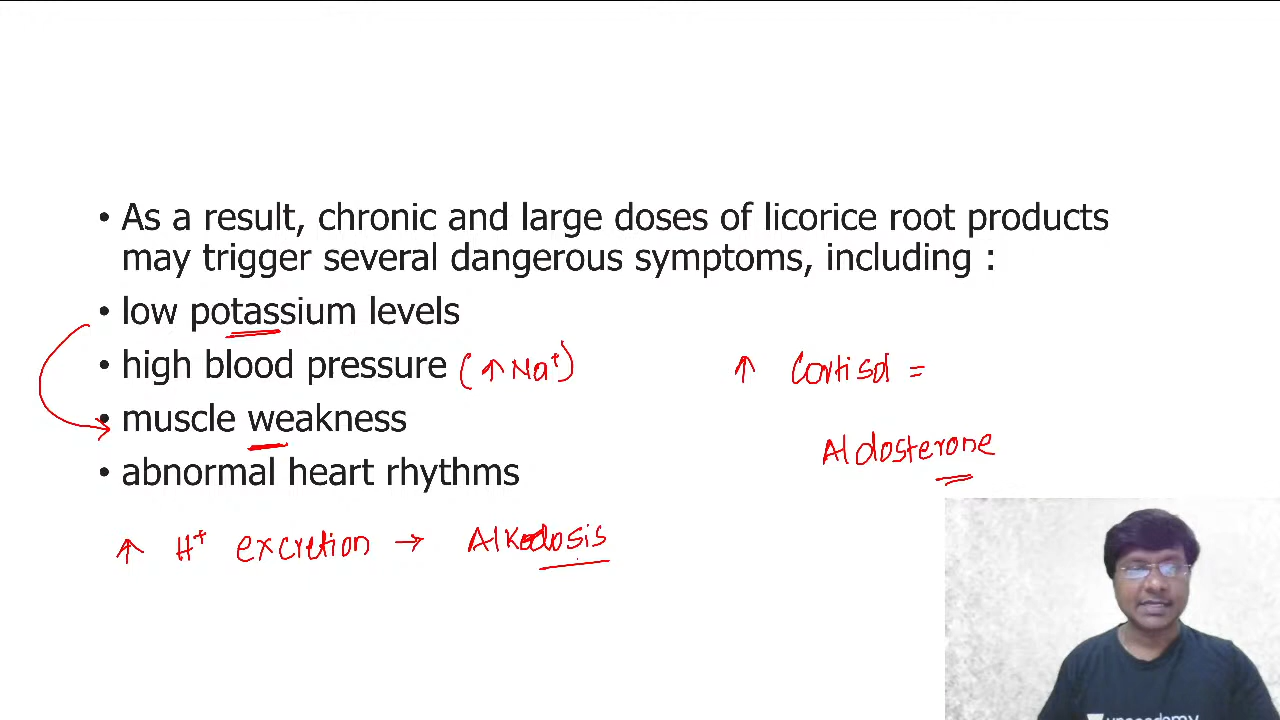 • As a result, chronic and large doses of licorice root products
may trigger several dangerous symptoms, including :
• low potassium levels
• high blood pressure (↑ Na⁺)
• muscle weakness
• abnormal heart rhythms
↑ H⁺ excretion → Alkalosis
↑ Cortisol =
Aldosterone
unacademy